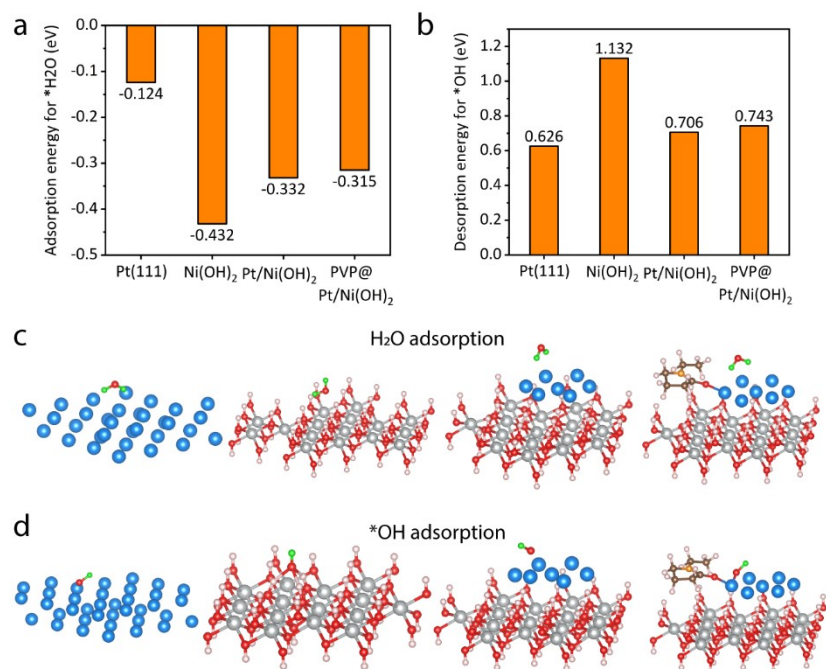 a
Adsorption energy for *H2O (eV)
0.0
-0.1
-0.2
-0.3
-0.4
-0.5
-0.124
-0.432
-0.332
-0.315
Pt(111)
Ni(OH)₂
Pt/Ni(OH)₂
PVP@
Pt/Ni(OH)₂
b
Desorption energy for *OH (eV)
1.2
1.0
0.8
0.6
0.4
0.2
0.0
0.626
1.132
0.706
0.743
Pt(111)
Ni(OH)₂
Pt/Ni(OH)₂
PVP@
Pt/Ni(OH)₂
c
H₂O adsorption
d
*OH adsorption